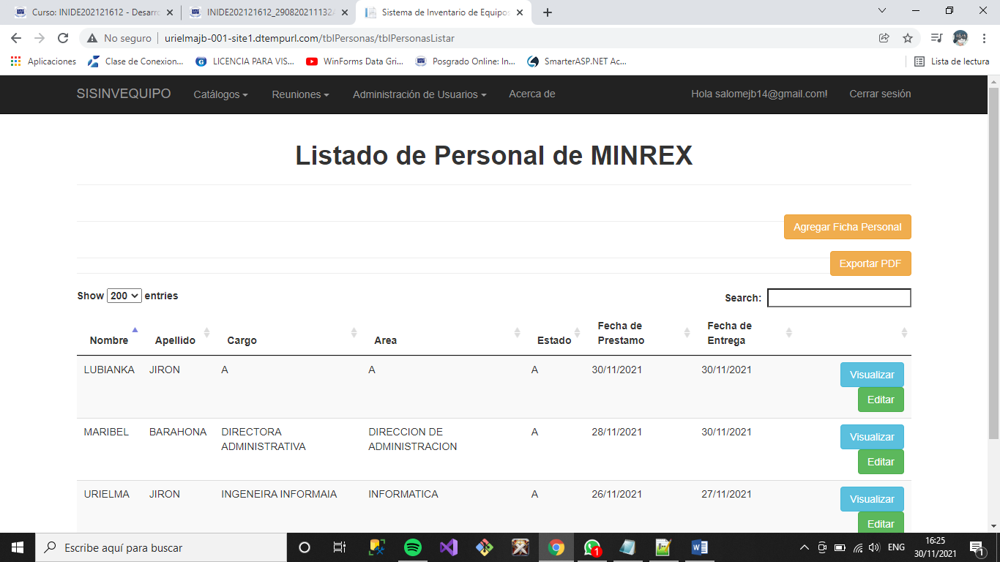 Curso: INIDE202121612 - Desarro
INIDE202121612_290820211132
Sistema de Inventario de Equipos
No seguro
urielmajb-001-site1.dtempurl.com/tblPersonas/tblPersonasListar
Aplicaciones
Clase de Conexion...
LICENCIA PARA VIS...
WinForms Data Gri...
Posgrado Online: In...
SmarterASP.NET Ac...
Lista de lectura
SISINVEQUIPO
Catálogos
Reuniones
Administración de Usuarios
Acerca de
Hola salomejb14@gmail.com!
Cerrar sesión
Listado de Personal de MINREX
Agregar Ficha Personal
Exportar PDF
Show 200 entries
Search:
Nombre Apellido Cargo Area Estado Fecha de Prestamo Fecha de Entrega
LUBIANKA JIRON A A A 30/11/2021 30/11/2021 Visualizar
Editar
MARIBEL BARAHONA DIRECTORA ADMINISTRATIVA DIRECCION DE ADMINISTRACION A 28/11/2021 30/11/2021 Visualizar
Editar
URIELMA JIRON INGENEIRA INFORMAIA INFORMATICA A 26/11/2021 27/11/2021 Visualizar
Editar
Escribe aquí para buscar
1
ENG
16:25
30/11/2021
1